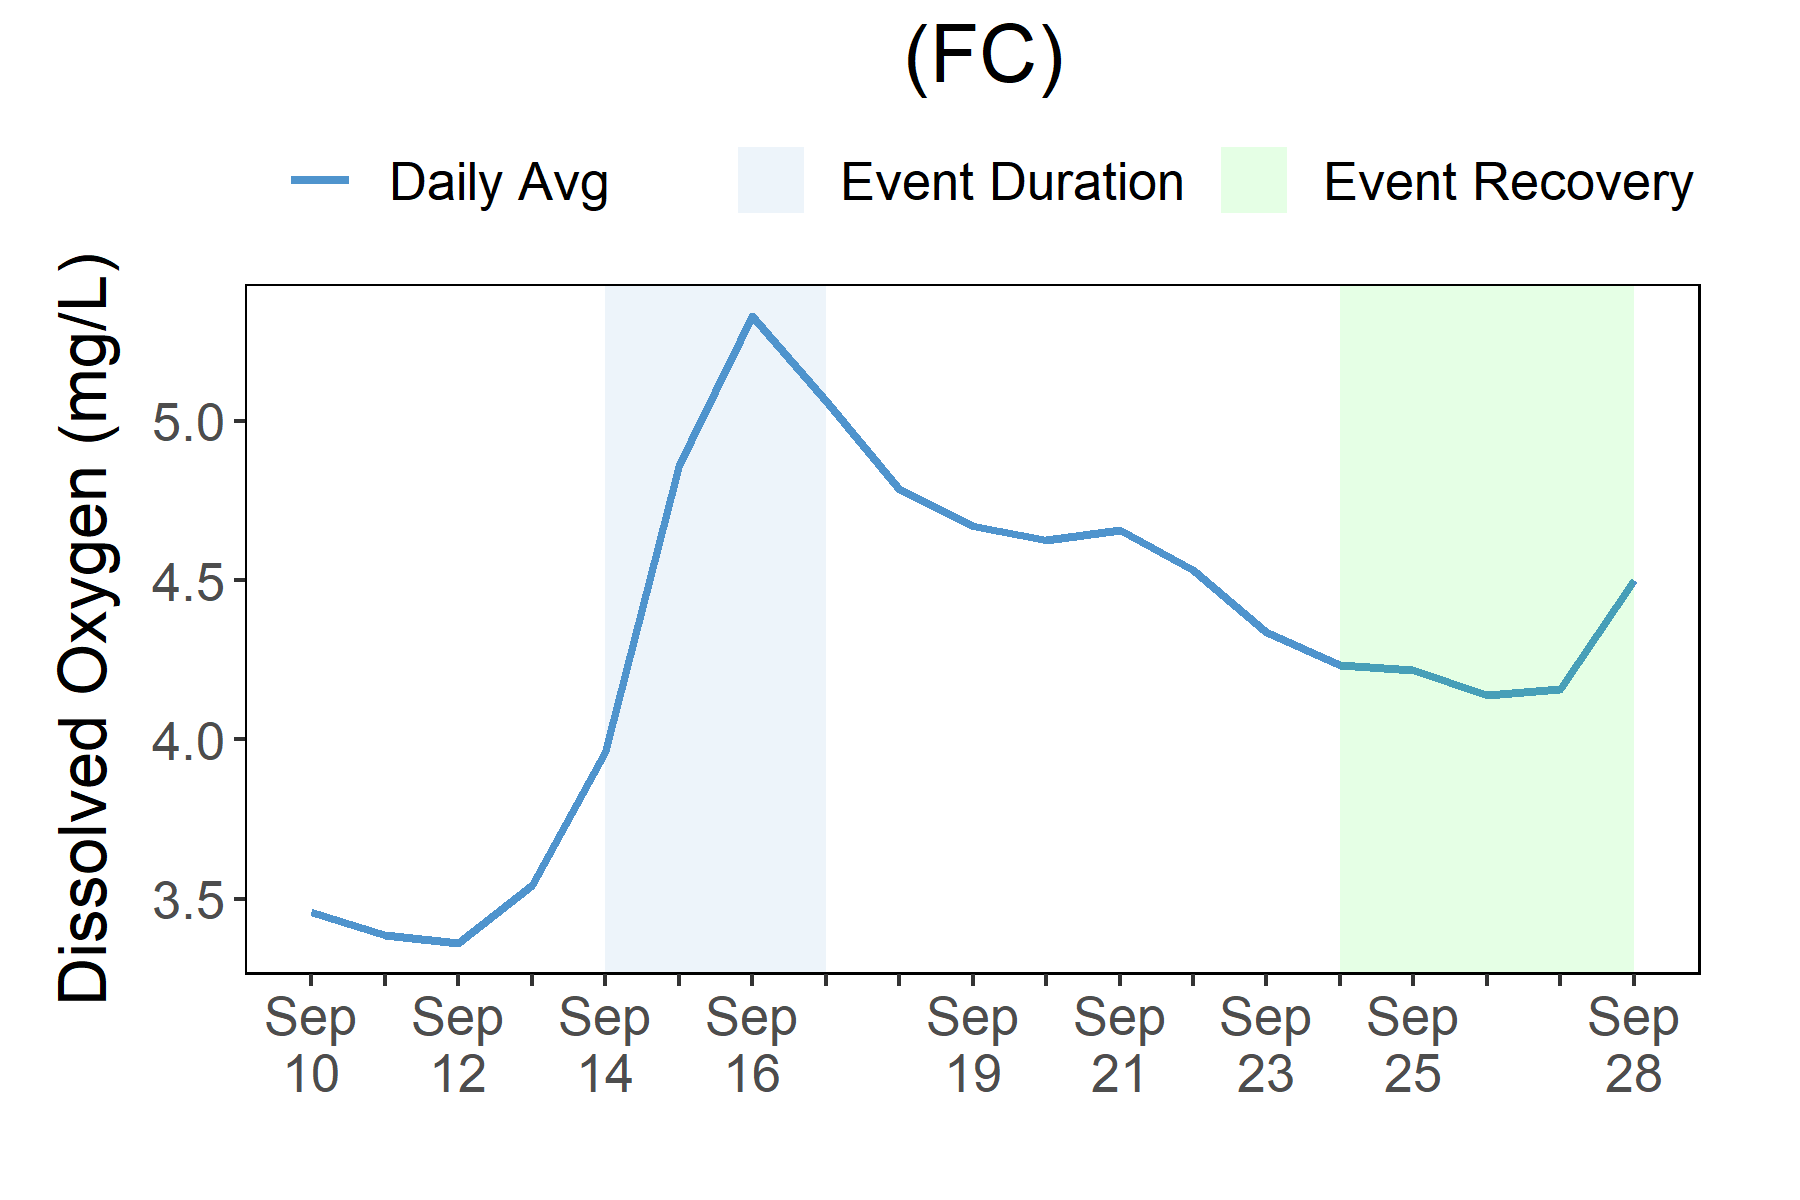 (FC)
Daily Avg Event Duration Event Recovery
Dissolved Oxygen (mg/L)
5.0
4.5
4.0
3.5
Sep Sep Sep Sep Sep Sep Sep Sep Sep
10 12 14 16 19 21 23 25 28